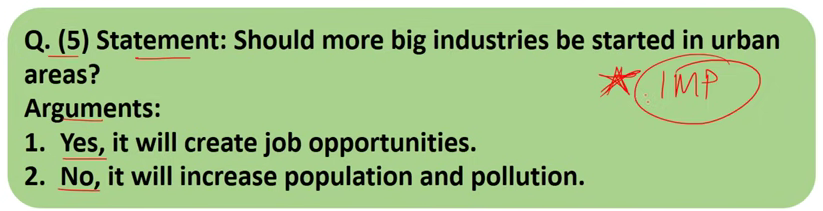 Q. (5) Statement: Should more big industries be started in urban
areas?
IMP
Arguments:
1. Yes, it will create job opportunities.
2. No, it will increase population and pollution.